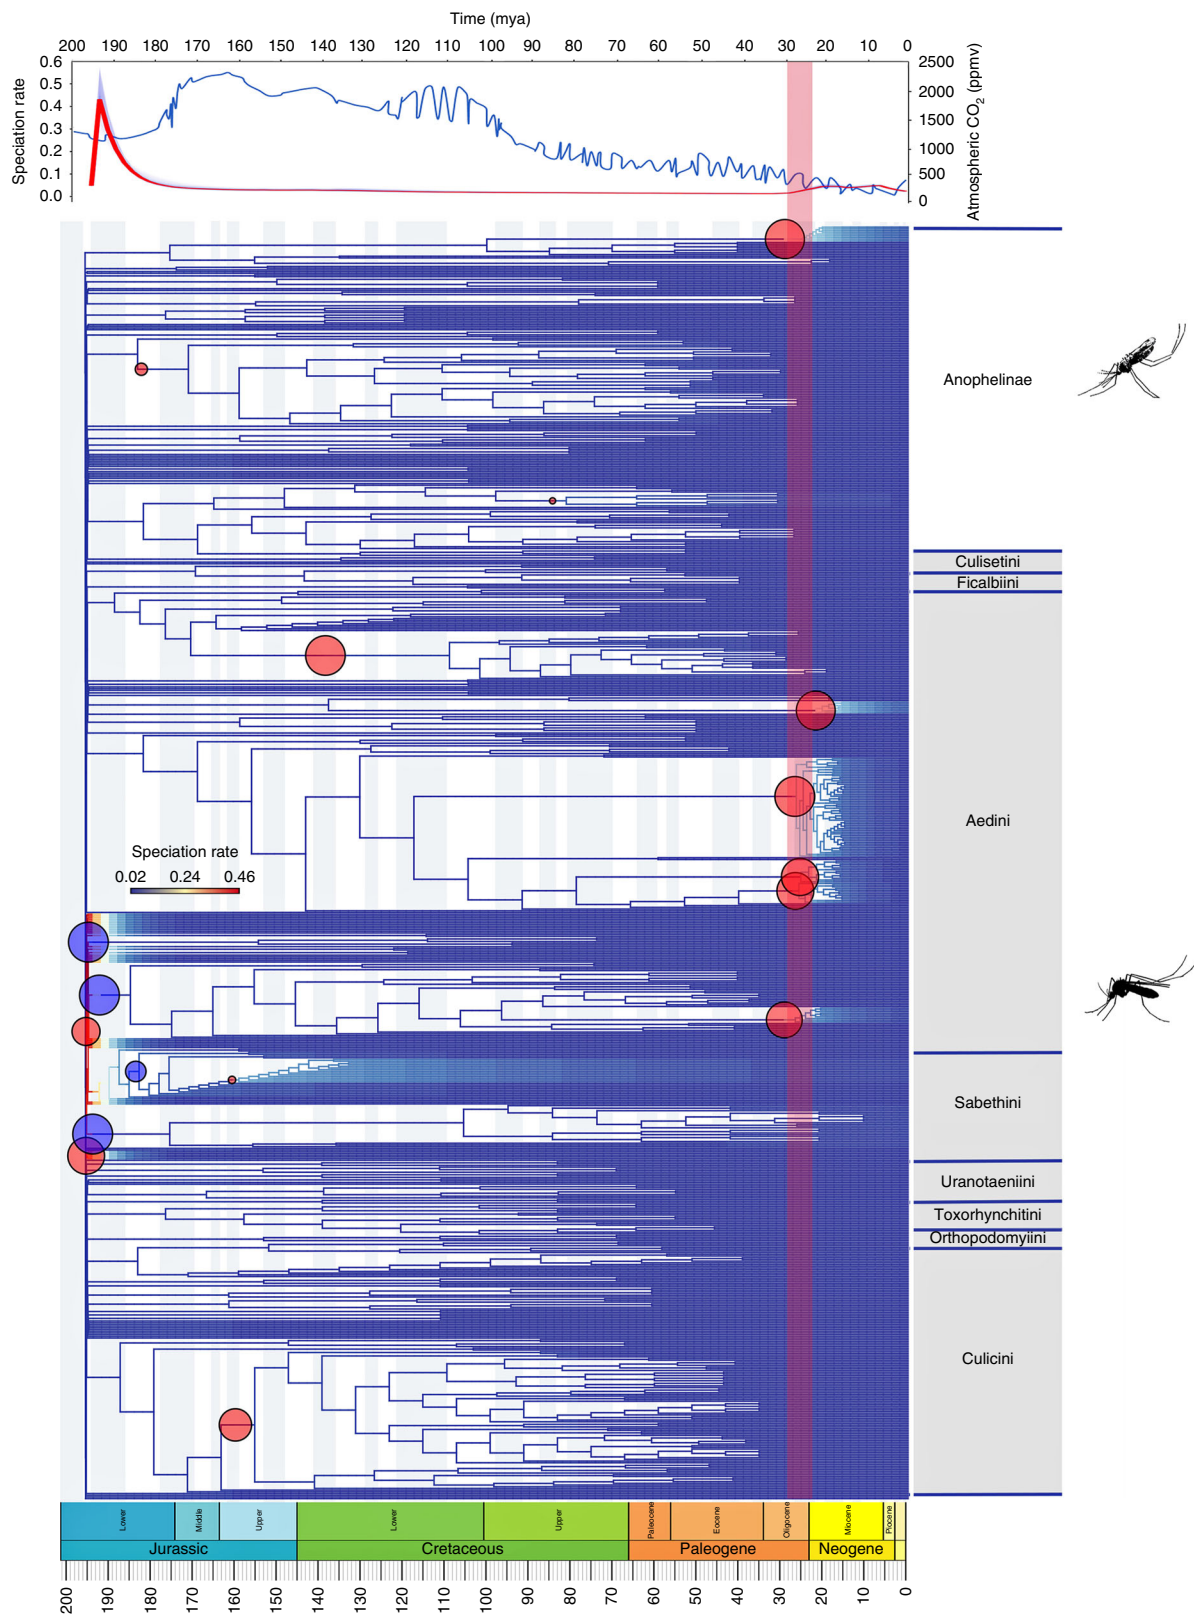 Time (mya)
200 190 180 170 160 150 140 130 120 110 100 90 80 70 60 50 40 30 20 10 0
Speciation rate
0.6
0.5
0.4
0.3
0.2
0.1
0.0
2500
2000
1500
1000
500
0
Atmospheric CO2 (ppmv)
Anophelinae
Culisetini
Ficalbiini
Aedini
Speciation rate
0.02 0.24 0.46
Sabethini
Uranotaeniini
Toxorhynchitini
Orthopodomyiini
Culicini
Lower Middle Upper Lower Upper Paleocene Eocene Oligocene Miocene Piocene
Jurassic Cretaceous Paleogene Neogene
200 190 180 170 160 150 140 130 120 110 100 90 80 70 60 50 40 30 20 10 0